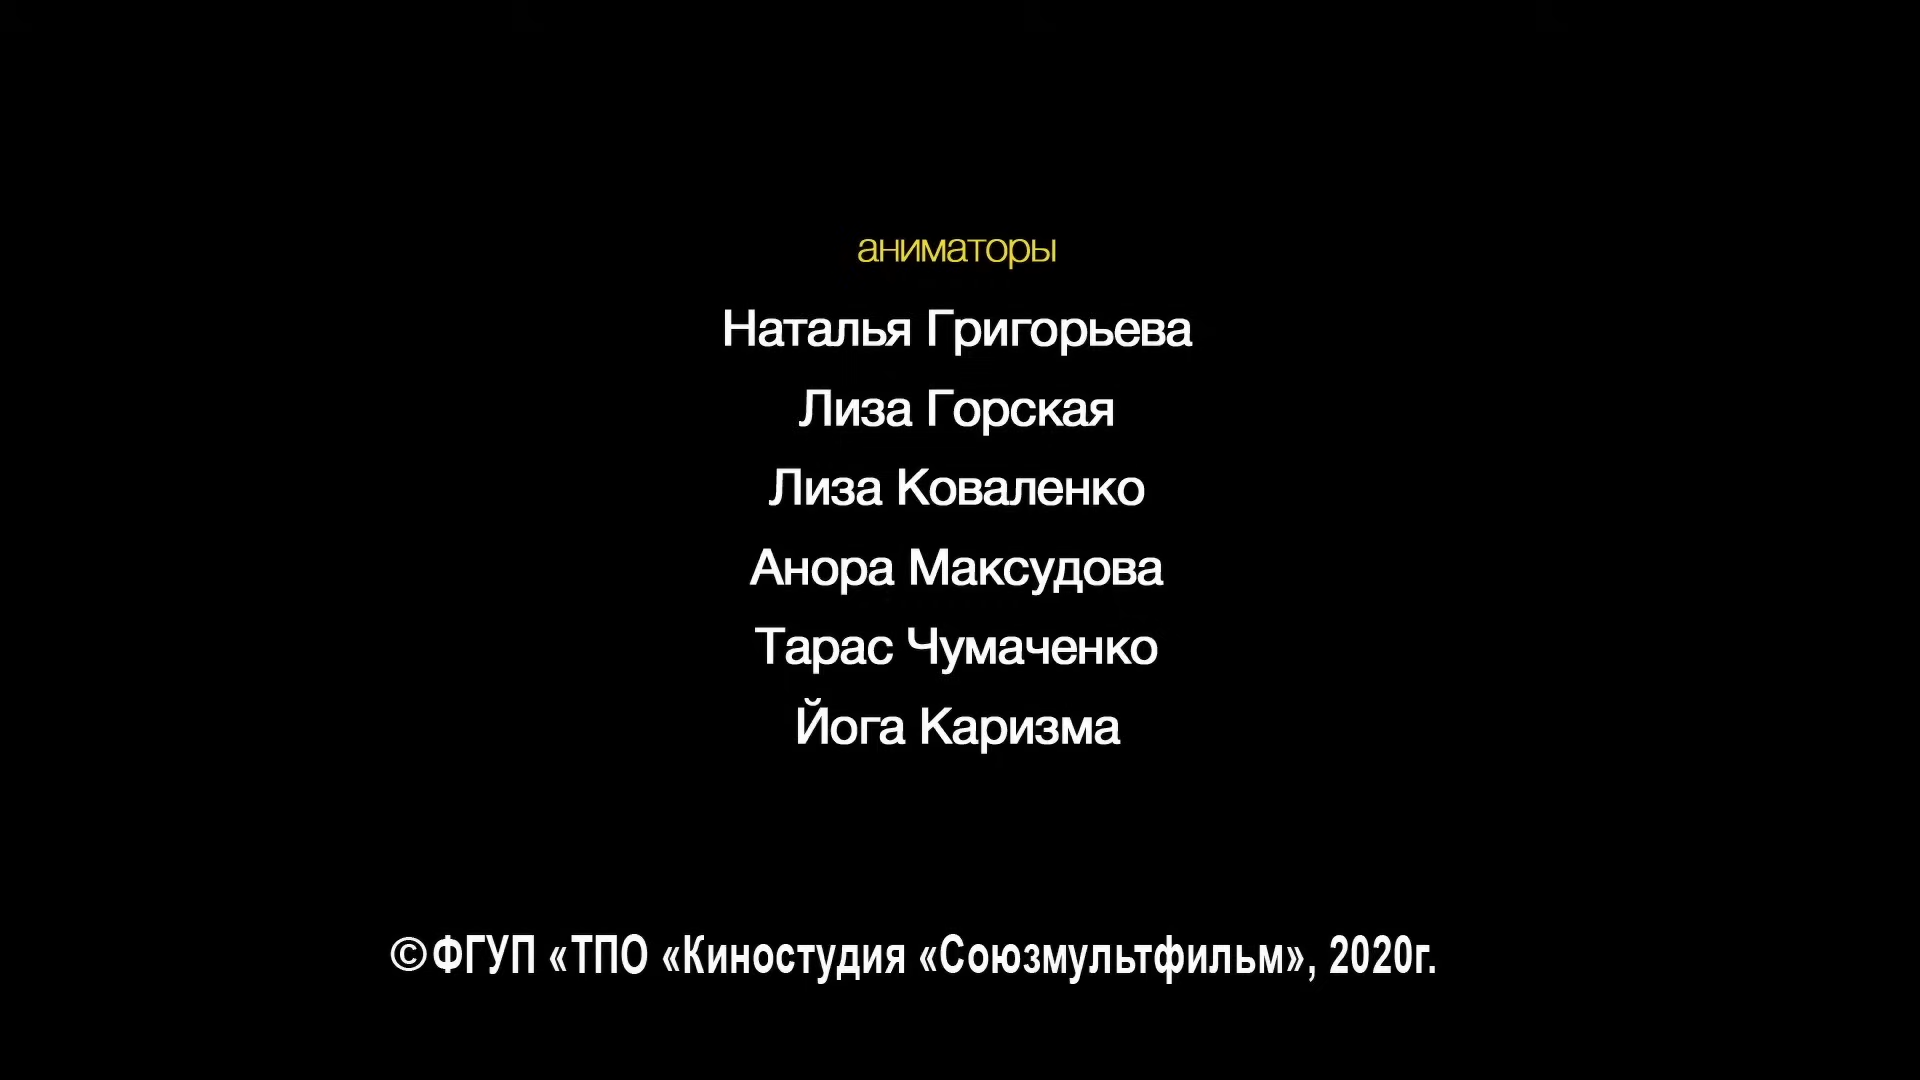 аниматоры
Наталья Григорьева
Лиза Горская
Лиза Коваленко
Анора Максудова
Тарас Чумаченко
Йога Каризма
©ФГУП «ТПО «Киностудия «Союзмультфильм», 2020г.